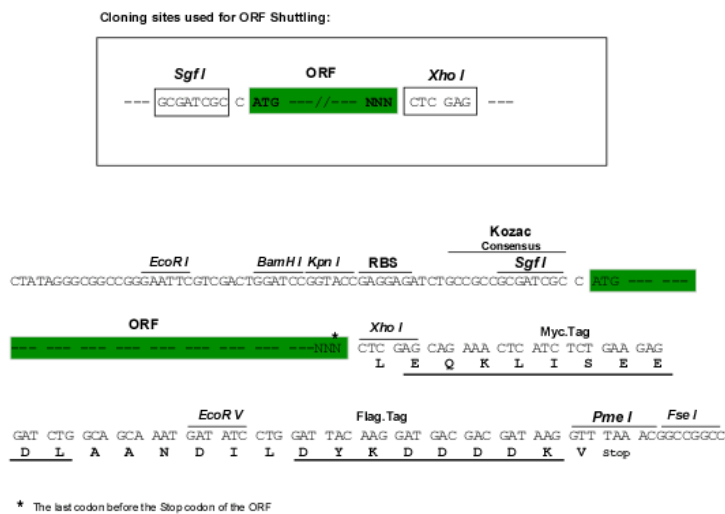 Cloning sites used for ORF Shuttling:
Sgf I ORF Xho I
--- GCGATCGC C ATG ---//--- NNN CTC GAG ---
Kozac
Consensus
EcoR I BamH I Kpn I RBS Sgf I
CTATAGGGCGGCCGGGAATTCGTCGACTGGATCCGGTACCGAGGAGATCTGCCGCCGCGATCGC C ATG --- ---
ORF Xho I Myc.Tag
*
--- --- --- --- --- --- --- --- --- ---NNN CTC GAG CAG AAA CTC ATC TCT GAA GAG
L E Q K L I S E E
EcoR V Flag.Tag Pme I Fse I
GAT CTG GCA GCA AAT GAT ATC CTG GAT TAC AAG GAT GAC GAC GAT AAG GTT TAA ACGGCCGGCC
D L A A N D I L D Y K D D D D K V Stop
* The last codon before the Stop codon of the ORF